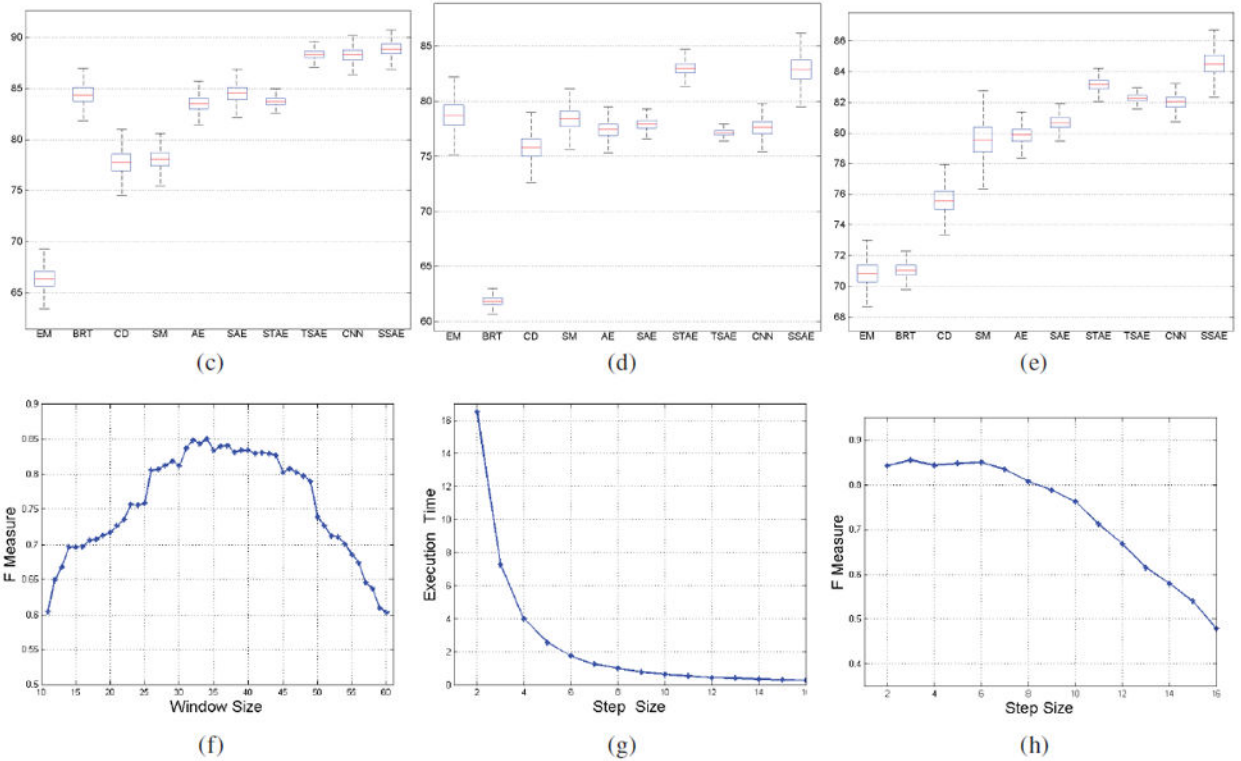 90
85
80
75
70
65
EM BRT CD SM AE SAE STAE TSAE CNN SSAE
(c)
85
80
75
70
65
60
EM BRT CD SM AE SAE STAE TSAE CNN SSAE
(d)
86
84
82
80
78
76
74
72
70
68
EM BRT CD SM AE SAE STAE TSAE CNN SSAE
(e)
F Measure
0.9
0.85
0.8
0.75
0.7
0.65
0.6
0.55
0.5
10 15 20 25 30 35 40 45 50 55 60
Window Size
(f)
Execution Time
16
14
12
10
8
6
4
2
0
2 4 6 8 10 12 14 16
Step Size
(g)
F Measure
0.9
0.8
0.7
0.6
0.5
0.4
2 4 6 8 10 12 14 16
Step Size
(h)